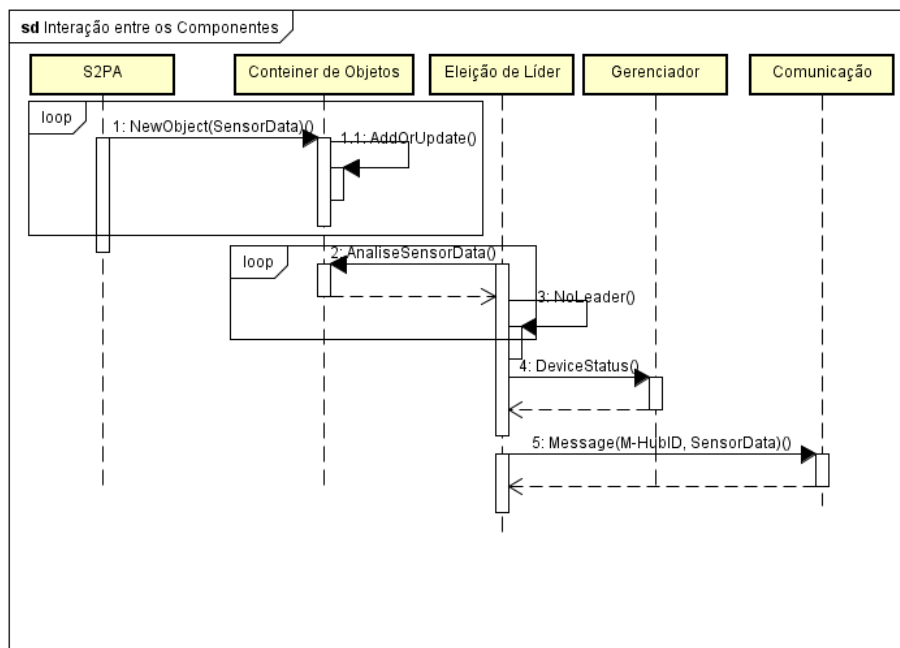 sd Interação entre os Componentes
S2PA
Conteiner de Objetos
Eleição de Líder
Gerenciador
Comunicação
loop
1: NewObject(SensorData)()
1.1: AddOrUpdate()
loop
2: AnaliseSensorData()
3: NoLeader()
4: DeviceStatus()
5: Message(M-HubID, SensorData)()